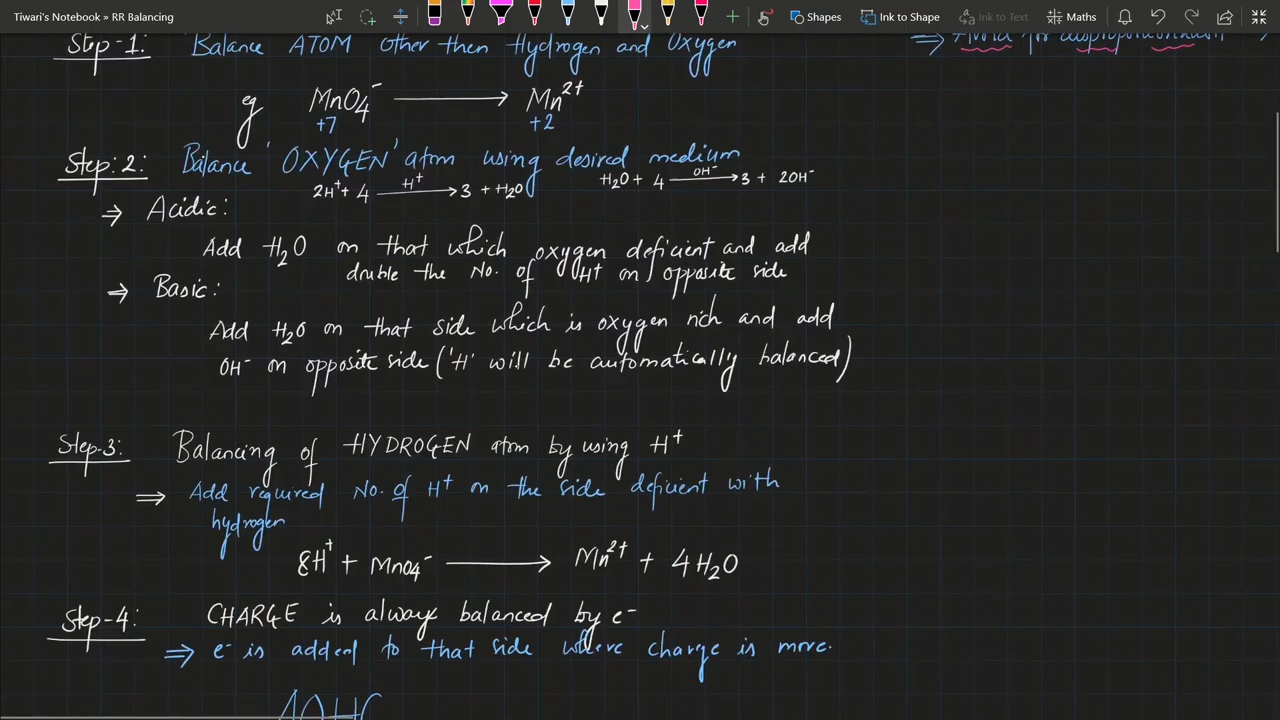 Tiwari's Notebook » RR Balancing
Shapes
Ink to Shape
Ink to Text
Maths
Step-1: Balance ATOM Other then Hydrogen and Oxygen
⇒ Avoid for disproportionation
eg MnO4⁻ ⟶ Mn²⁺
+7 +2
Step:2: Balance 'OXYGEN' atom using desired medium
2H⁺ + 4 —H⁺→ 3 + H2O
H2O + 4 —OH⁻→ 3 + 2OH⁻
⇒ Acidic:
Add H2O on that which oxygen deficient and add
druble the No. of H⁺ on opposite side
⇒ Basic:
Add H2O on that side which is oxygen rich and add
OH⁻ on opposite side ('H' will be automatically balanced)
Step-3: Balancing of HYDROGEN atom by using H⁺
⇒ Add required No. of H⁺ on the side deficient with
hydrogen
8H⁺ + MnO4⁻ ⟶ Mn²⁺ + 4H2O
Step-4: CHARGE is always balanced by e⁻
⇒ e⁻ is added to that side where charge is more.